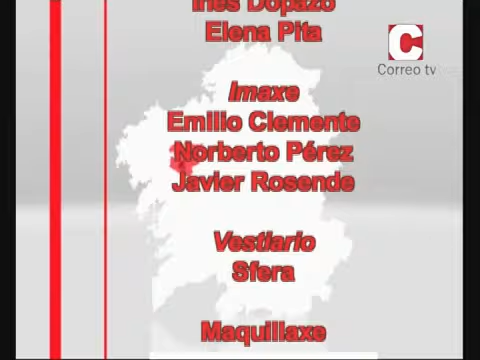 Inés Dopazo
Elena Pita
C
Correo tv
Imaxe
Emilio Clemente
Norberto Pérez
Javier Rosende
Vestiario
Sfera
Maquillaxe